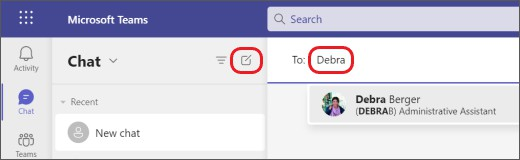 Microsoft Teams
Search
Activity
Chat
To: Debra
Debra Berger
(DEBRAB) Administrative Assistant
Chat
Recent
New chat
Teams